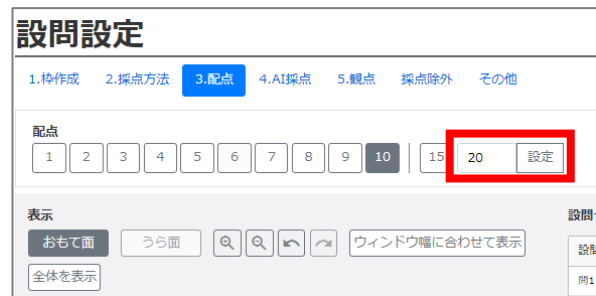 設問設定
1.枠作成 2.採点方法 3.配点 4.AI採点 5.観点 採点除外 その他
配点
1 2 3 4 5 6 7 8 9 10 15 20 設定
表示
おもて面 うら面 ウィンドウ幅に合わせて表示
全体を表示
設問
設問
問1